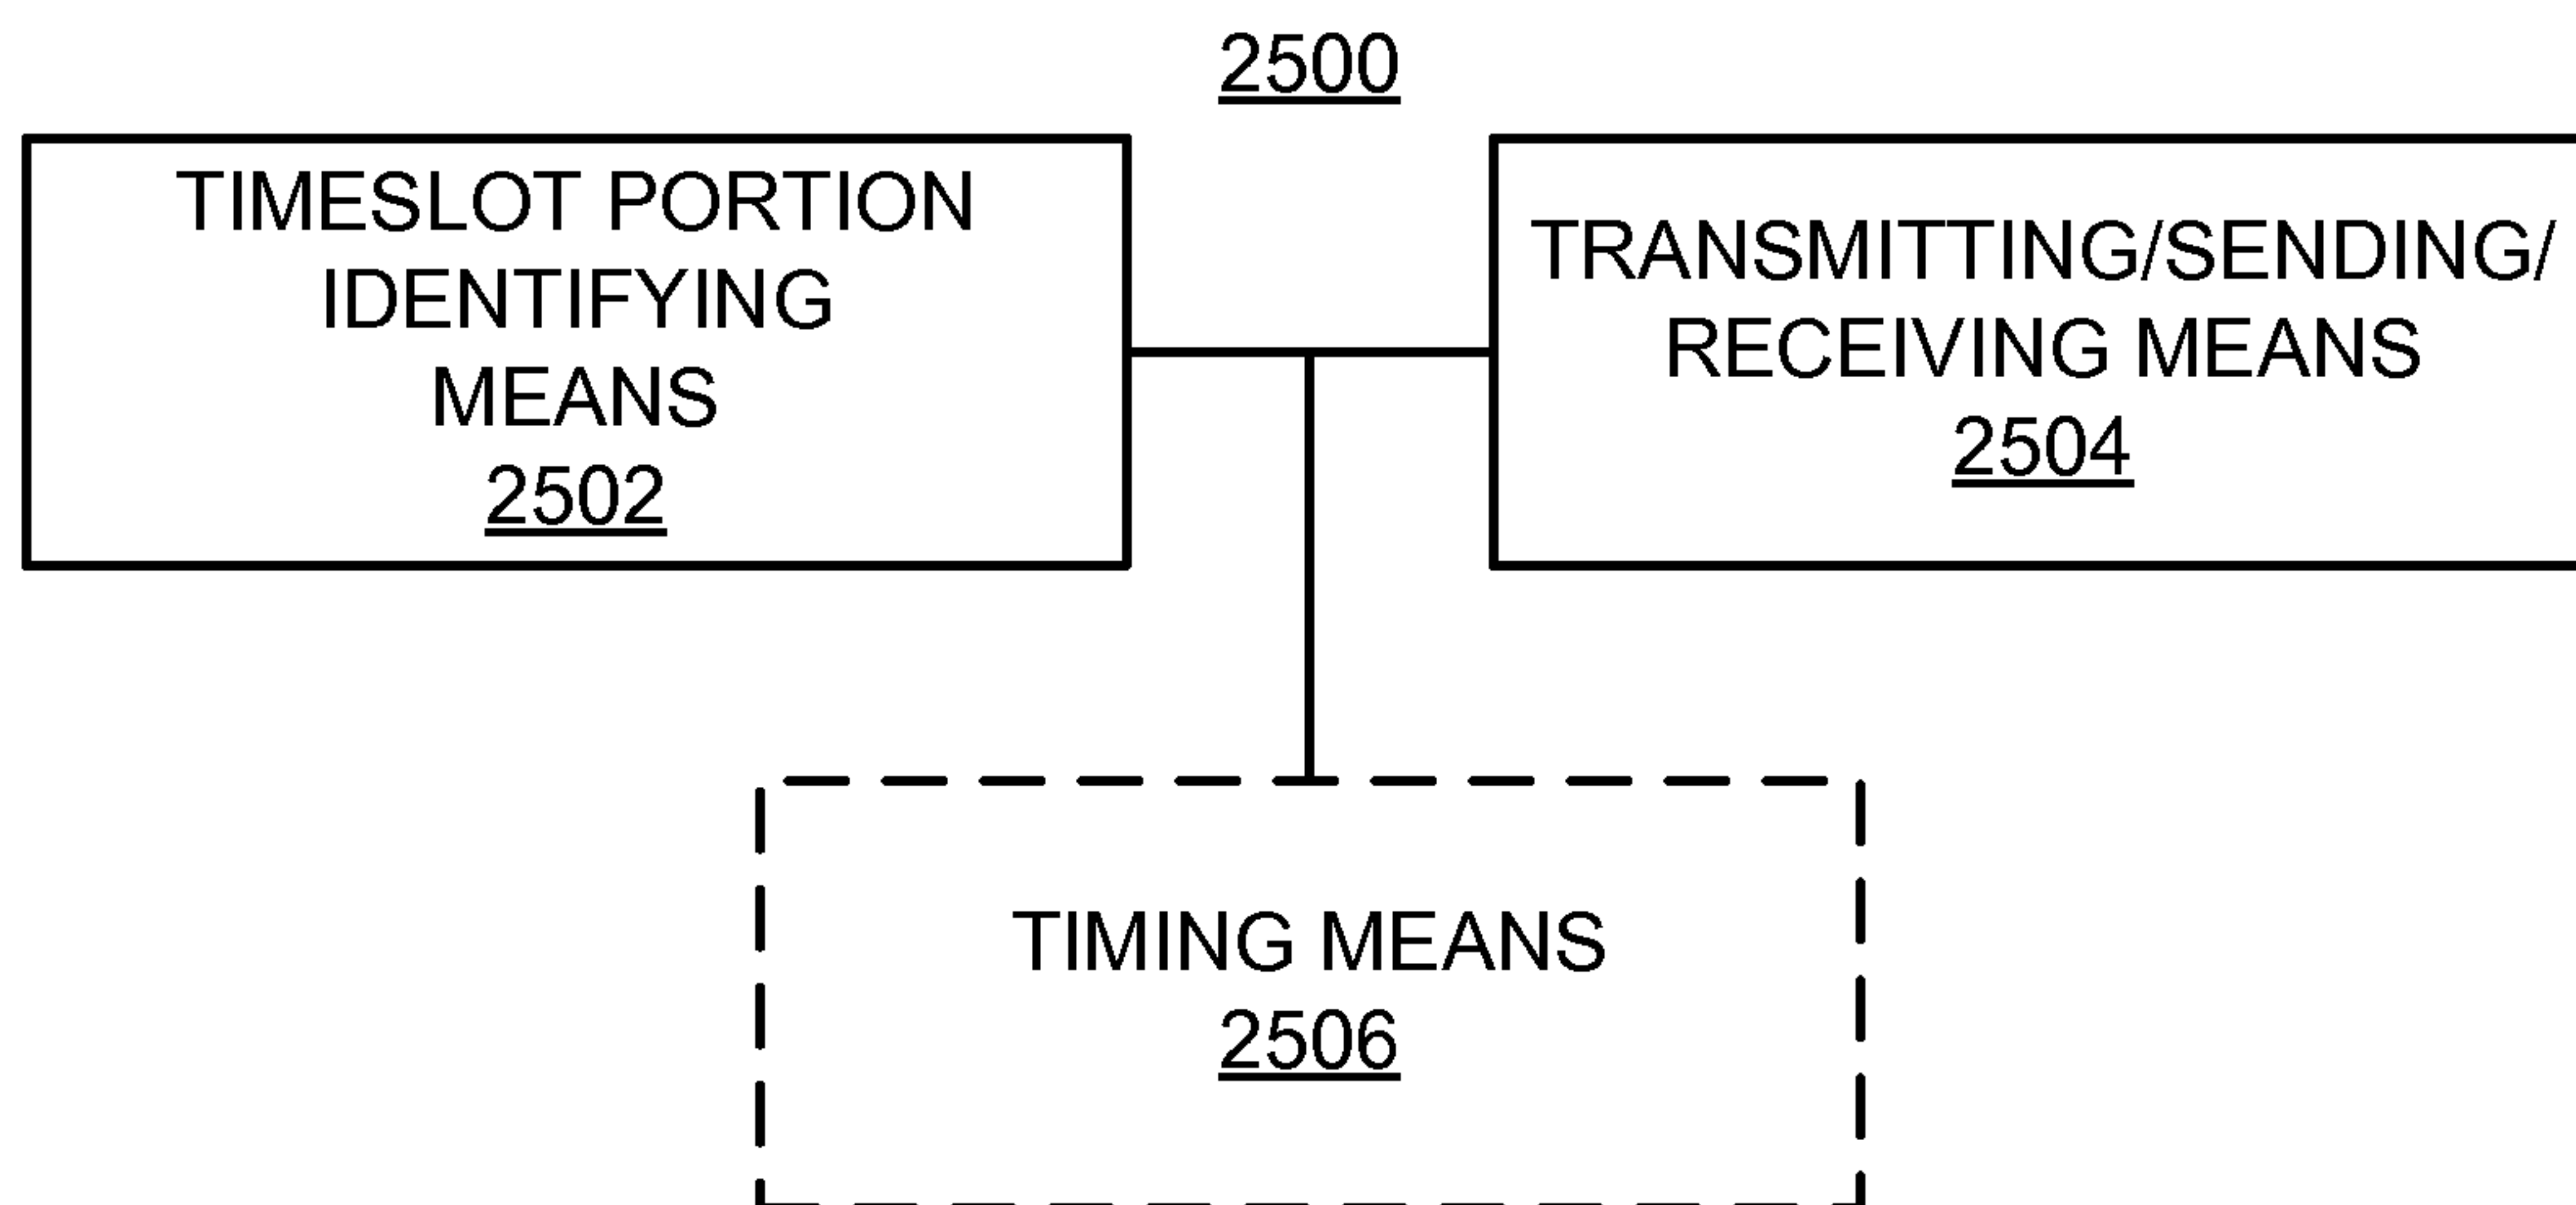 2500
TIMESLOT PORTION
IDENTIFYING
MEANS
2502
TRANSMITTING/SENDING/
RECEIVING MEANS
2504
TIMING MEANS
2506